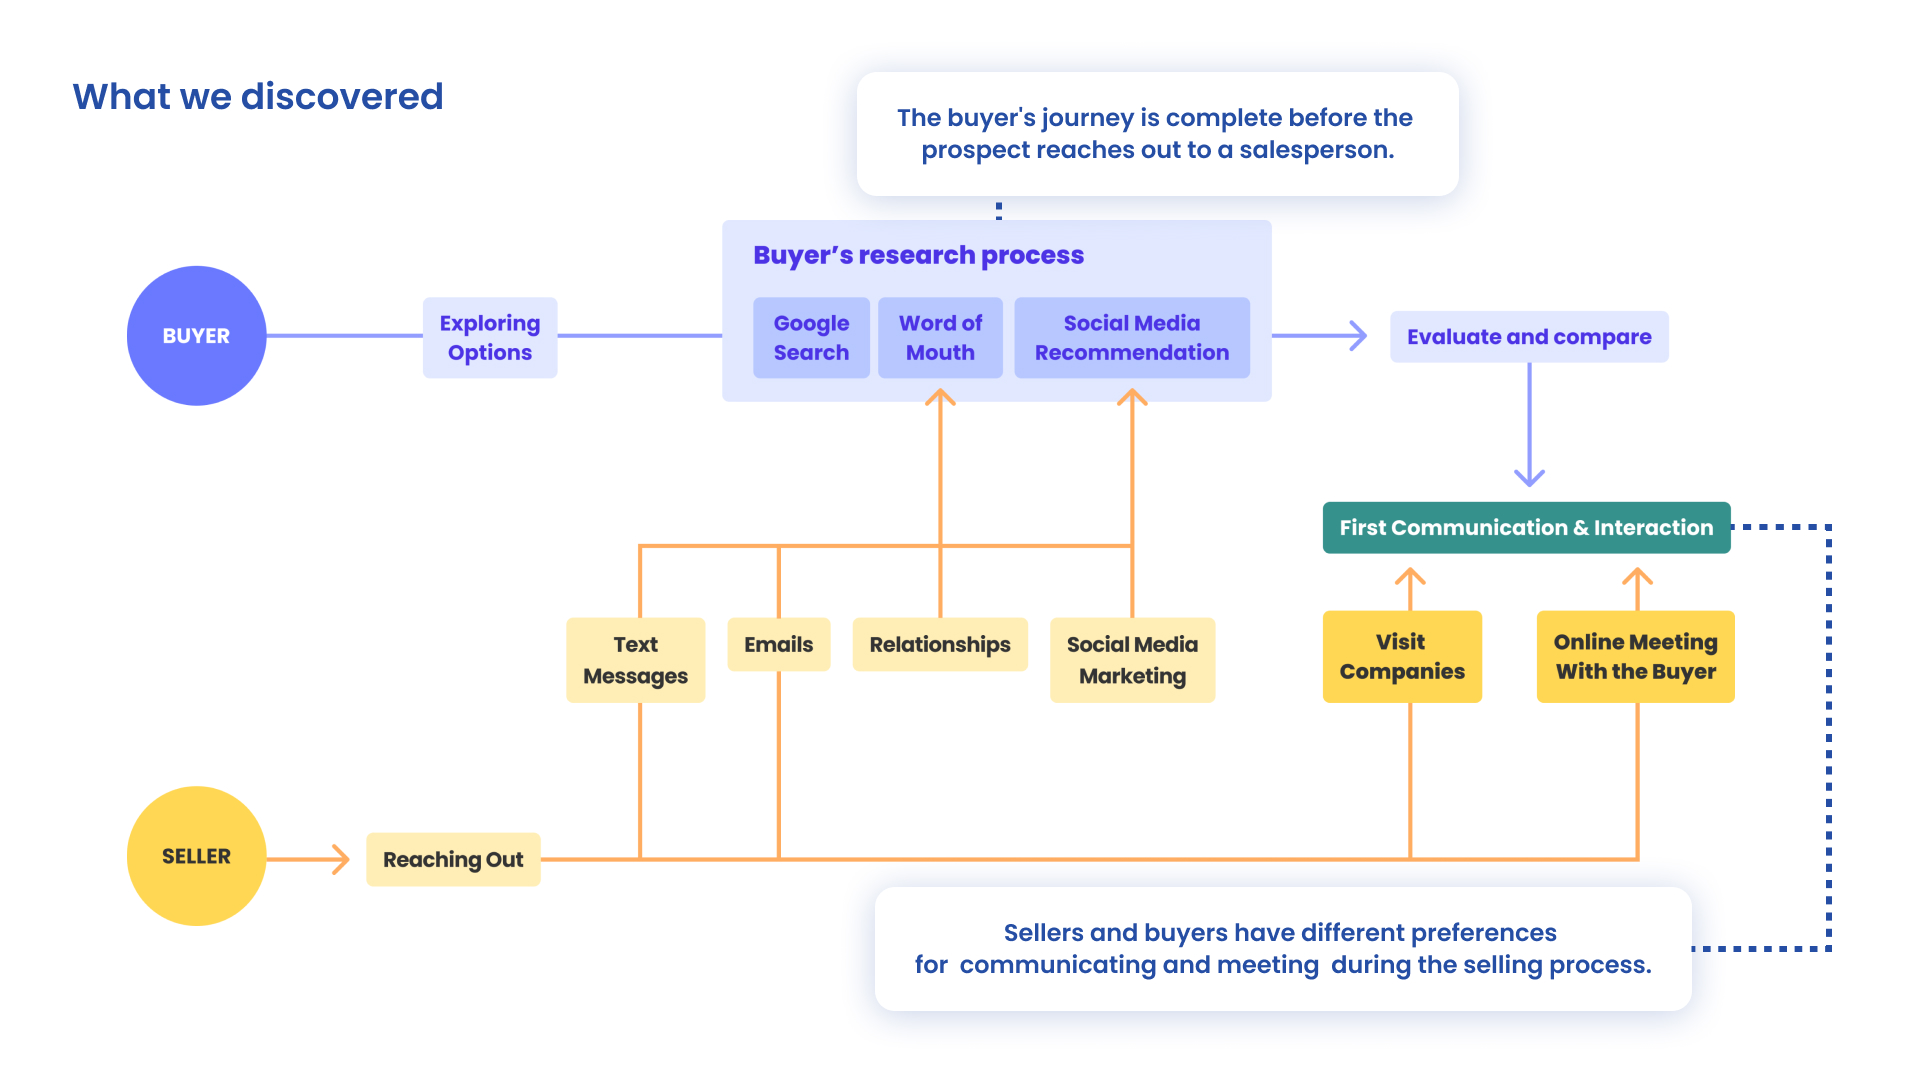 What we discovered
The buyer's journey is complete before the
prospect reaches out to a salesperson.
Buyer’s research process
BUYER
Exploring
Options
Google
Search
Word of
Mouth
Social Media
Recommendation
Evaluate and compare
First Communication & Interaction
Text
Messages
Emails
Relationships
Social Media
Marketing
Visit
Companies
Online Meeting
With the Buyer
SELLER
Reaching Out
Sellers and buyers have different preferences
for  communicating and meeting  during the selling process.